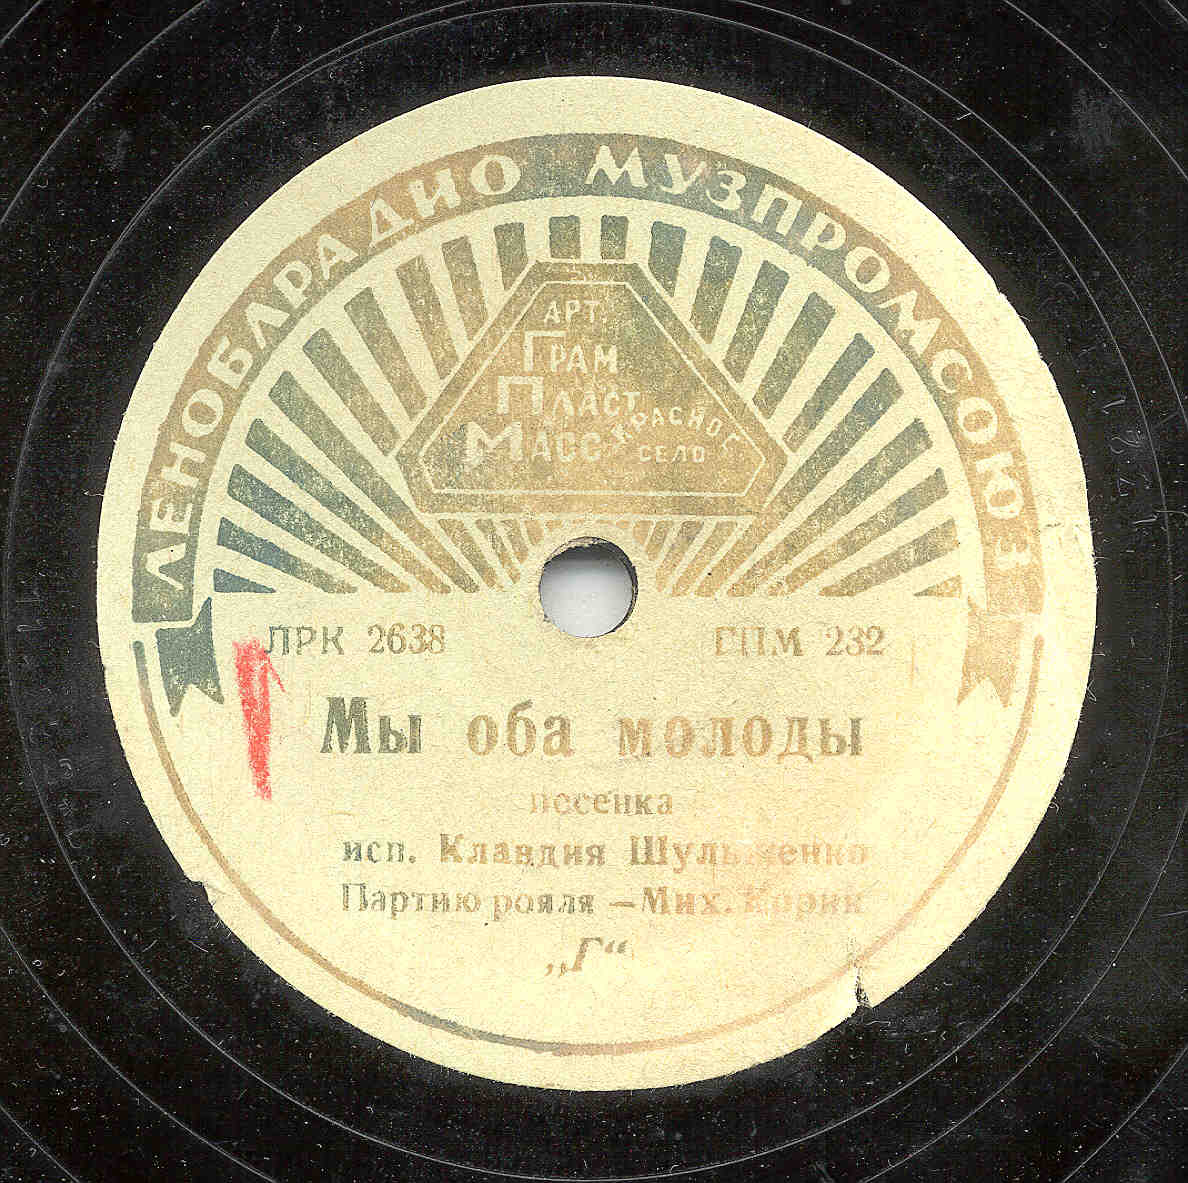 ЛЕНОБЛРАДИО МУЗПРОМСОЮЗ
АРТ.
ГРАМ
ПЛАСТ
МАСС
КРАСНОЕ
СЕЛО
ЛРК 2638
ГПМ 232
Мы оба молоды
песенка
исп. Клавдия Шульженко
Партию рояля — Мих. Корик
„Г“